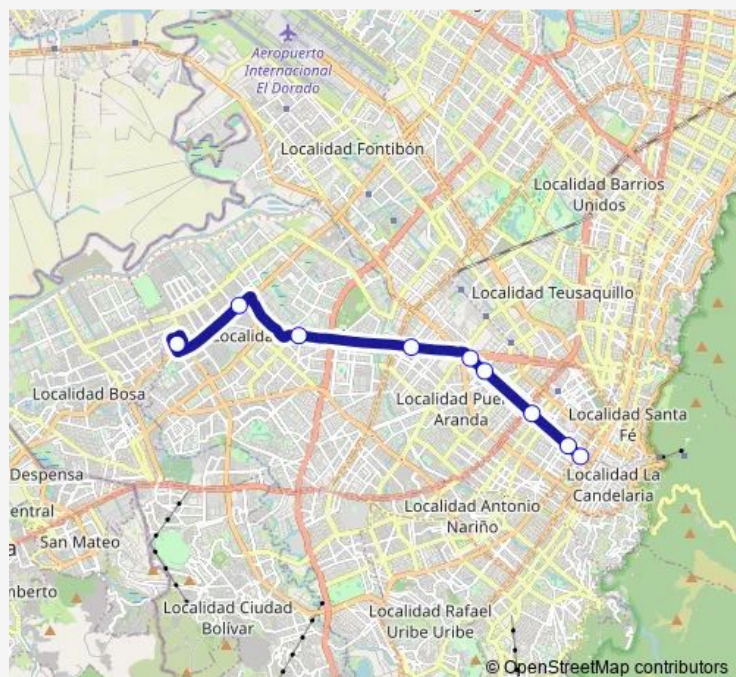 Aeropuerto
Internacional
El Dorado
Localidad Fontibón
Localidad Barrios
Unidos
Localidad Teusaquillo
Localida
Localidad Bosa
Localidad Pue
Aranda
Localidad Santa
Fé
Localidad La
Candelaria
Despensa
entral
Localidad Antonio
Nariño
San Mateo
a
mberto
Localidad Ciudad
Bolívar
Localidad Rafael
Uribe Uribe
© OpenStreetMap contributors